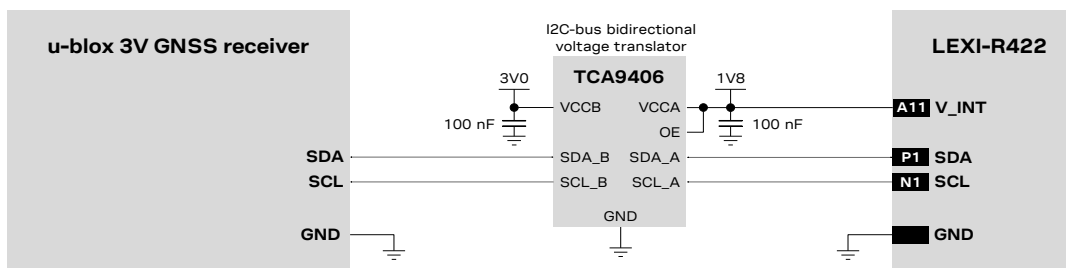 I2C-bus bidirectional
voltage translator
u-blox 3V GNSS receiver
TCA9406
LEXI-R422
3V0
1V8
VCCB VCCA
A11 V_INT
100 nF
OE
100 nF
SDA
SDA_B SDA_A
P1 SDA
SCL
SCL_B SCL_A
N1 SCL
GND
GND
GND